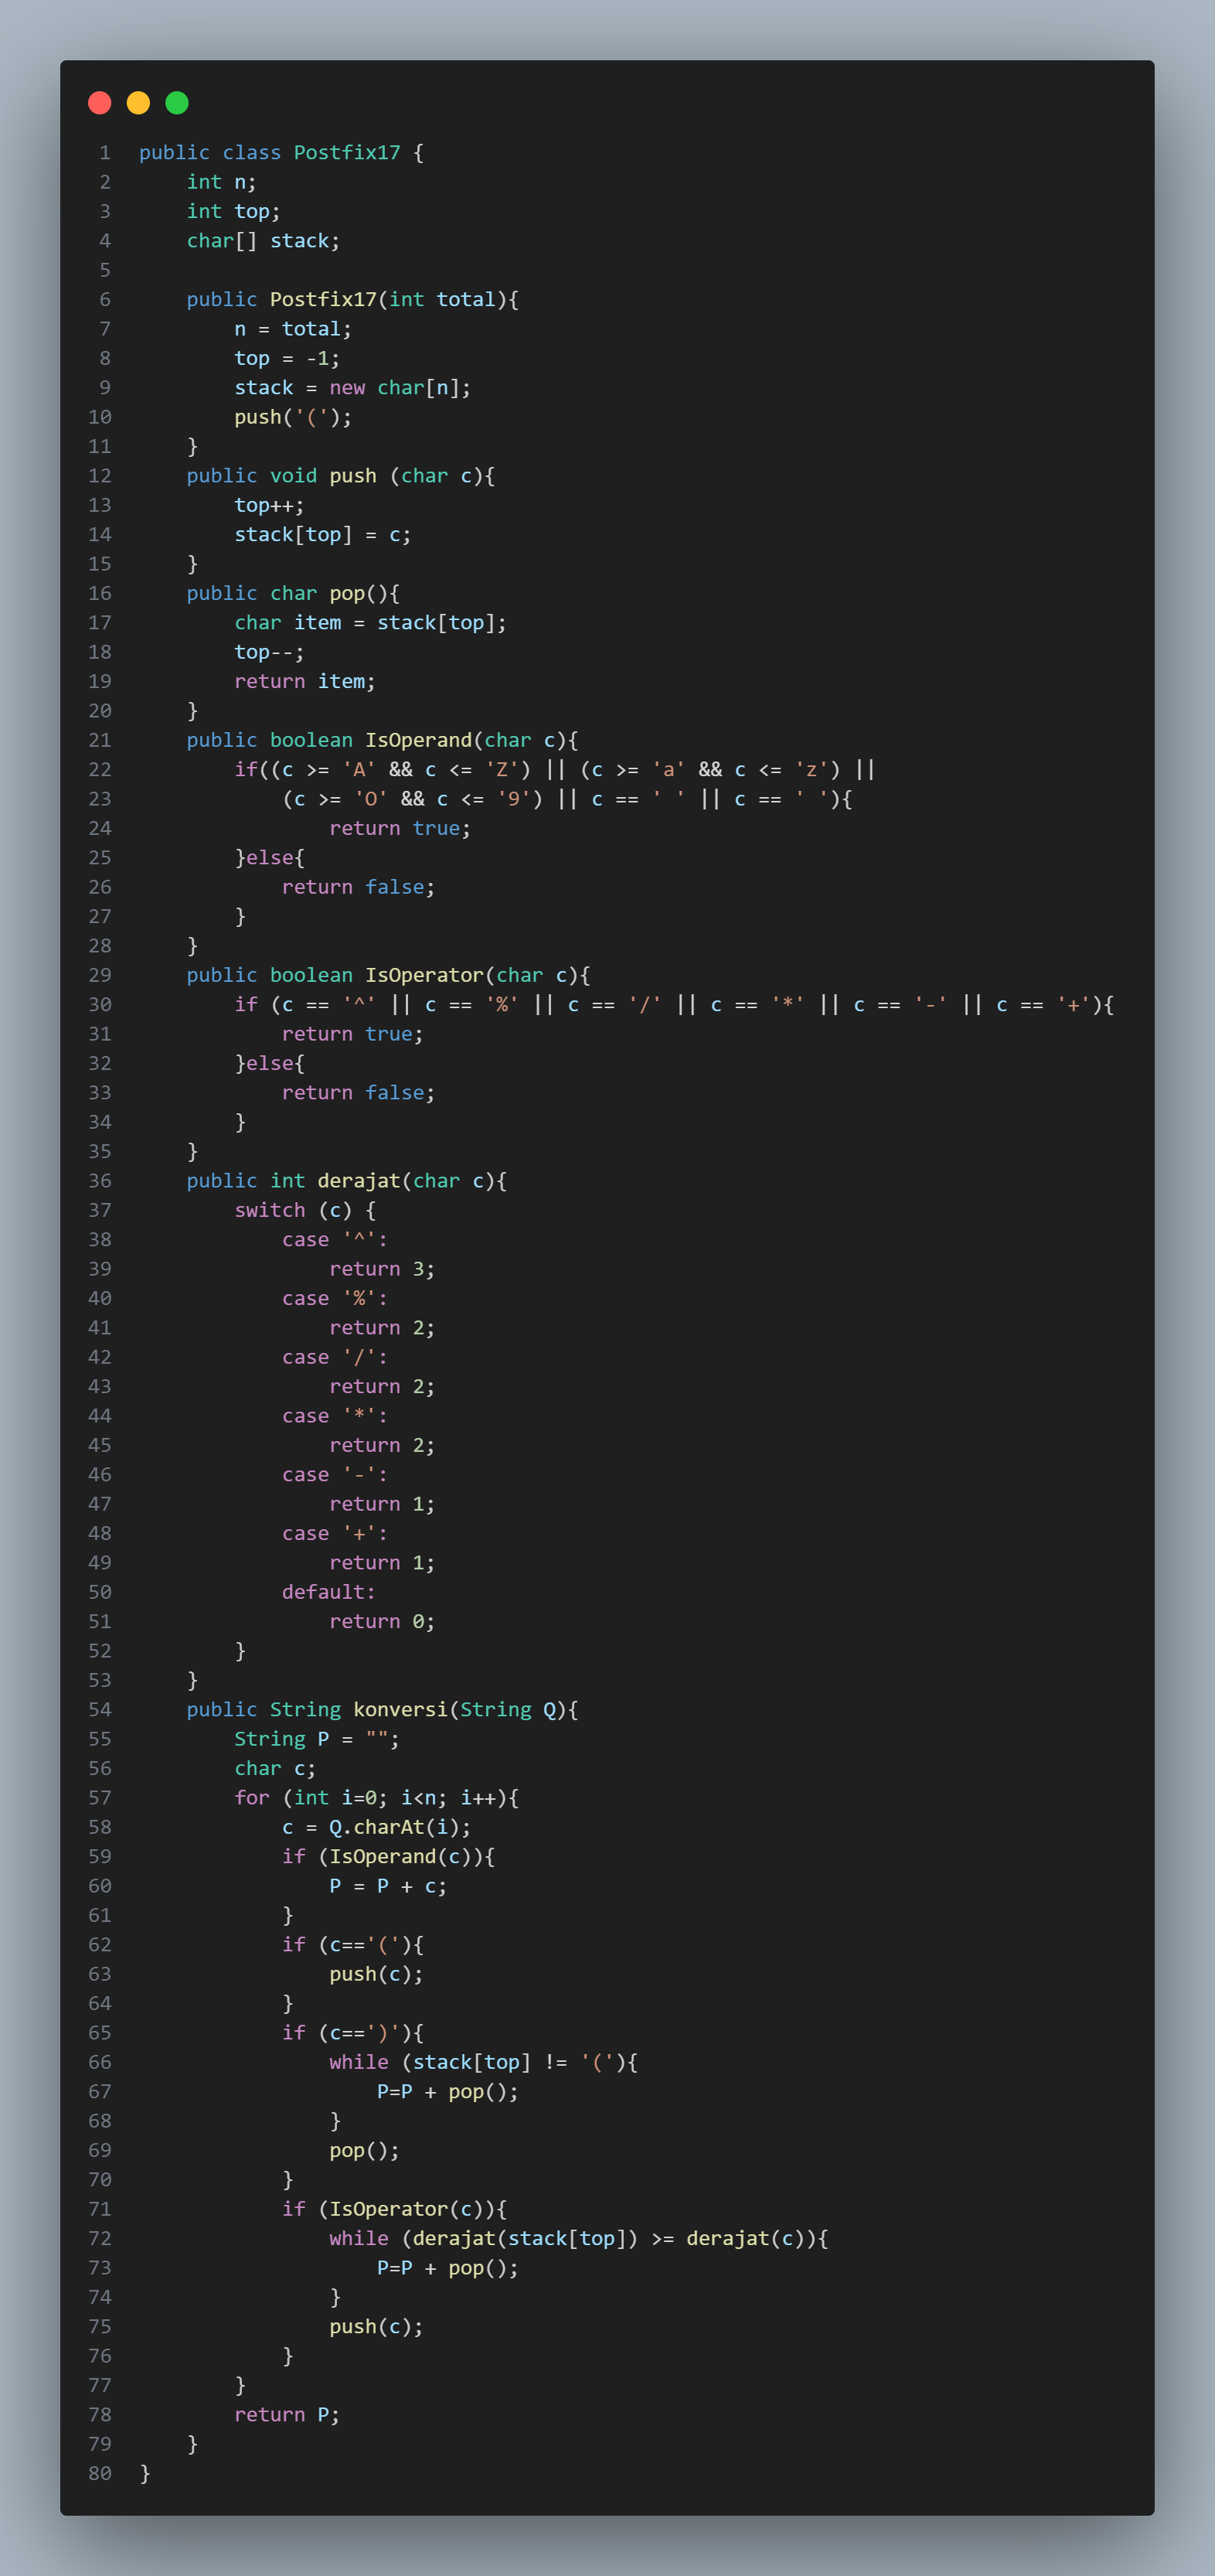 1 public class Postfix17 {
2     int n;
3     int top;
4     char[] stack;
5
6     public Postfix17(int total){
7         n = total;
8         top = -1;
9         stack = new char[n];
10         push('(');
11     }
12     public void push (char c){
13         top++;
14         stack[top] = c;
15     }
16     public char pop(){
17         char item = stack[top];
18         top--;
19         return item;
20     }
21     public boolean IsOperand(char c){
22         if((c >= 'A' && c <= 'Z') || (c >= 'a' && c <= 'z') ||
23             (c >= 'O' && c <= '9') || c == ' ' || c == ' '){
24                 return true;
25         }else{
26             return false;
27         }
28     }
29     public boolean IsOperator(char c){
30         if (c == '^' || c == '%' || c == '/' || c == '*' || c == '-' || c == '+'){
31             return true;
32         }else{
33             return false;
34         }
35     }
36     public int derajat(char c){
37         switch (c) {
38             case '^':
39                 return 3;
40             case '%':
41                 return 2;
42             case '/':
43                 return 2;
44             case '*':
45                 return 2;
46             case '-':
47                 return 1;
48             case '+':
49                 return 1;
50             default:
51                 return 0;
52         }
53     }
54     public String konversi(String Q){
55         String P = "";
56         char c;
57         for (int i=0; i<n; i++){
58             c = Q.charAt(i);
59             if (IsOperand(c)){
60                 P = P + c;
61             }
62             if (c=='('){
63                 push(c);
64             }
65             if (c==')'){
66                 while (stack[top] != '('){
67                     P=P + pop();
68                 }
69                 pop();
70             }
71             if (IsOperator(c)){
72                 while (derajat(stack[top]) >= derajat(c)){
73                     P=P + pop();
74                 }
75                 push(c);
76             }
77         }
78         return P;
79     }
80 }